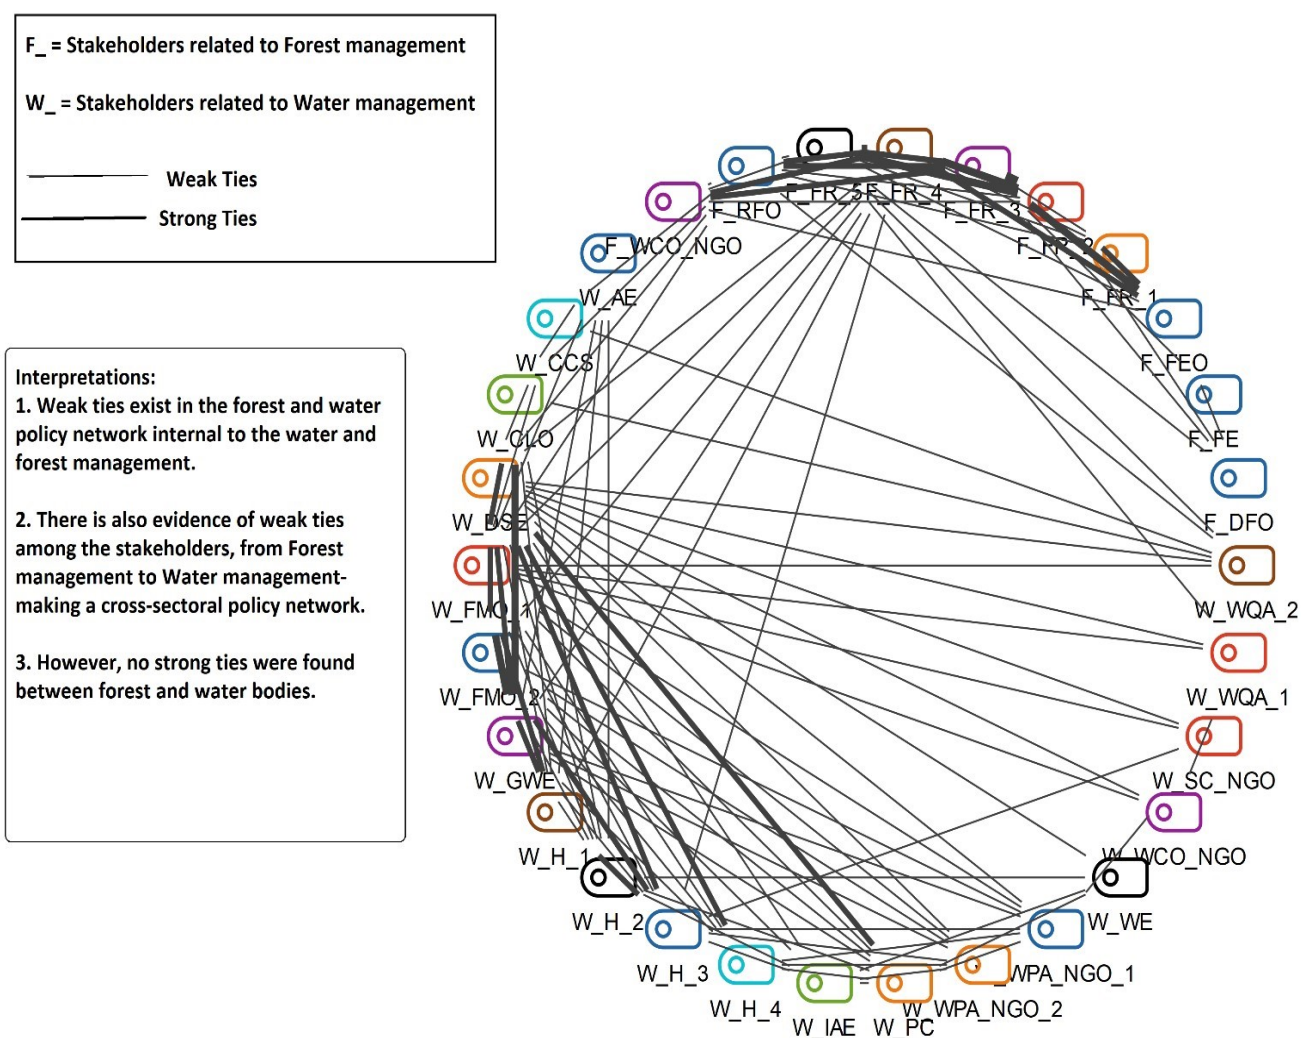 F_ = Stakeholders related to Forest management
W_ = Stakeholders related to Water management
Weak Ties
Strong Ties
Interpretations:
1. Weak ties exist in the forest and water
policy network internal to the water and
forest management.
2. There is also evidence of weak ties
among the stakeholders, from Forest
management to Water management-
making a cross-sectoral policy network.
3. However, no strong ties were found
between forest and water bodies.
F_FR_5
F_FR_4
F_RFO
F_FR_3
F_WCO_NGO
F_FR_2
W_AE
F_FR_1
W_CCS
F_FEO
W_CLO
F_FE
W_DSE
F_DFO
W_FMO_1
W_WQA_2
W_FMO_2
W_WQA_1
W_GWE
W_SC_NGO
W_H_1
W_WCO_NGO
W_H_2
W_WE
W_H_3
_WPA_NGO_1
W_H_4
W_WPA_NGO_2
W_IAE
W_PC